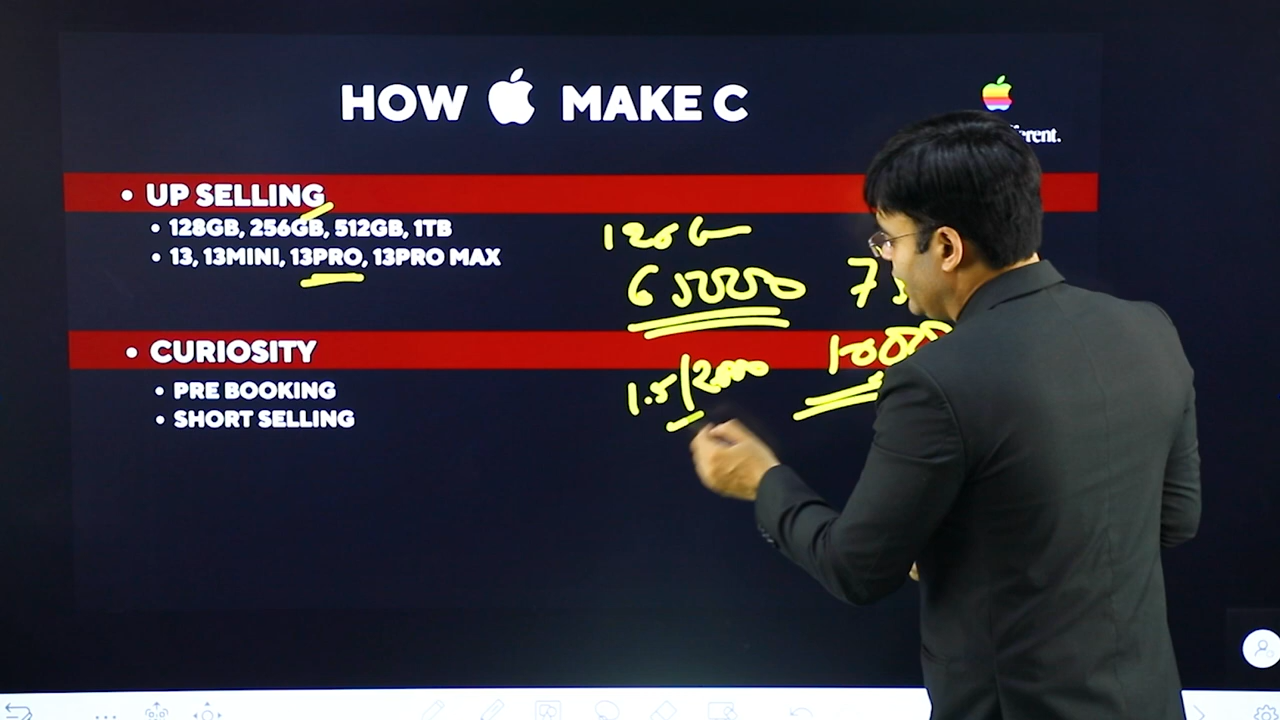 HOW MAKE C
erent.
• UP SELLING
• 128GB, 256GB, 512GB, 1TB
• 13, 13MINI, 13PRO, 13PRO MAX
128G
65000
• CURIOSITY
10000
1.5/2000
• PRE BOOKING
• SHORT SELLING